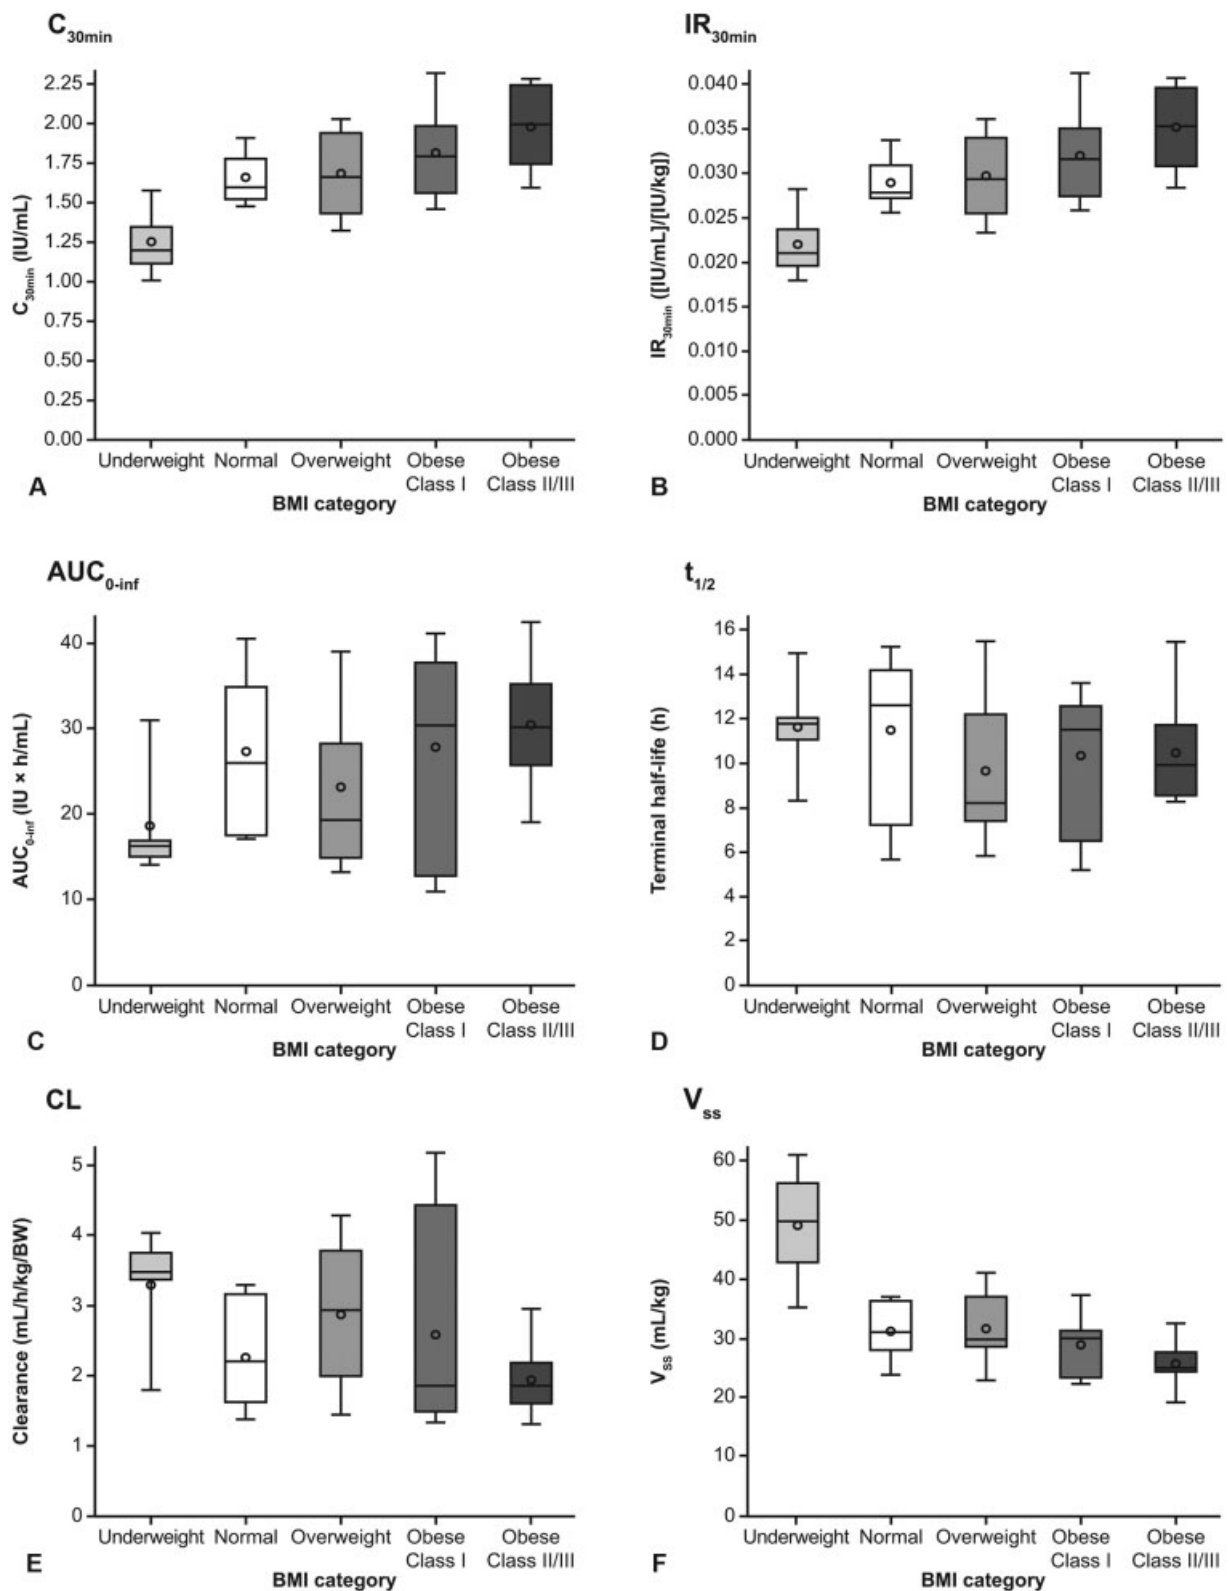 C30min
IR30min
C30min (IU/mL)
2.25
2.00
1.75
1.50
1.25
1.00
0.75
0.50
0.25
0.00
Underweight Normal Overweight Obese Class I Obese Class II/III
A
BMI category
IR30min ([IU/mL]/[IU/kg])
0.040
0.035
0.030
0.025
0.020
0.015
0.010
0.005
0.000
Underweight Normal Overweight Obese Class I Obese Class II/III
B
BMI category
AUC0-inf
t1/2
AUC0-inf (IU × h/mL)
40
30
20
10
0
Underweight Normal Overweight Obese Class I Obese Class II/III
C
BMI category
Terminal half-life (h)
16
14
12
10
8
6
4
2
0
Underweight Normal Overweight Obese Class I Obese Class II/III
D
BMI category
CL
Vss
Clearance (mL/h/kg/BW)
5
4
3
2
1
0
Underweight Normal Overweight Obese Class I Obese Class II/III
E
BMI category
Vss (mL/kg)
60
50
40
30
20
10
0
Underweight Normal Overweight Obese Class I Obese Class II/III
F
BMI category